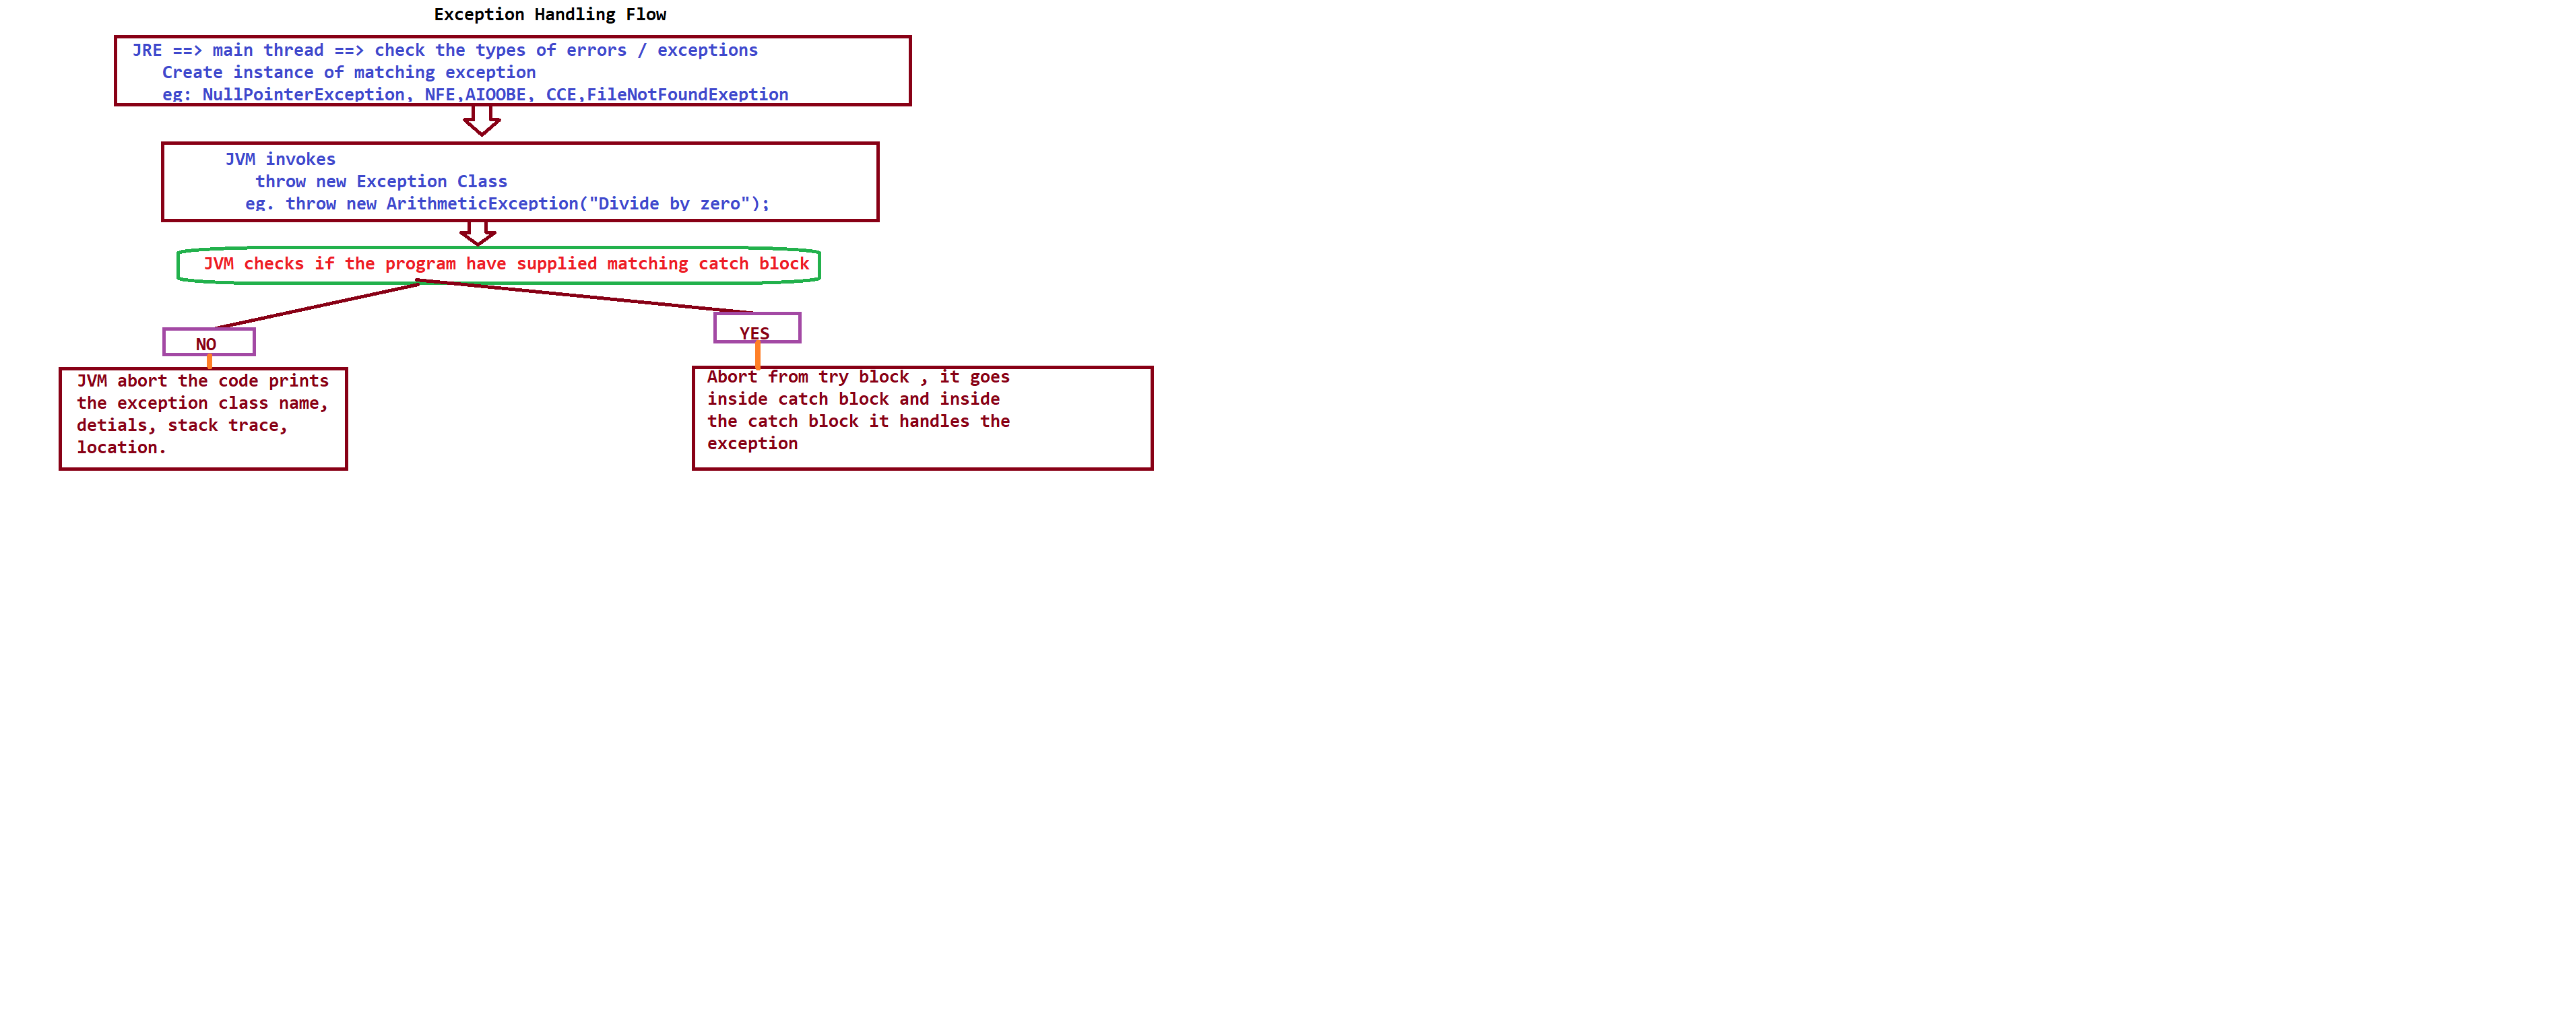 Exception Handling Flow
JRE ==> main thread ==> check the types of errors / exceptions
Create instance of matching exception
eg: NullPointerException, NFE,AIOOBE, CCE,FileNotFoundExeption
JVM invokes
throw new Exception Class
eg. throw new ArithmeticException("Divide by zero");
JVM checks if the program have supplied matching catch block
NO
YES
JVM abort the code prints
the exception class name,
detials, stack trace,
location.
Abort from try block , it goes
inside catch block and inside
the catch block it handles the
exception